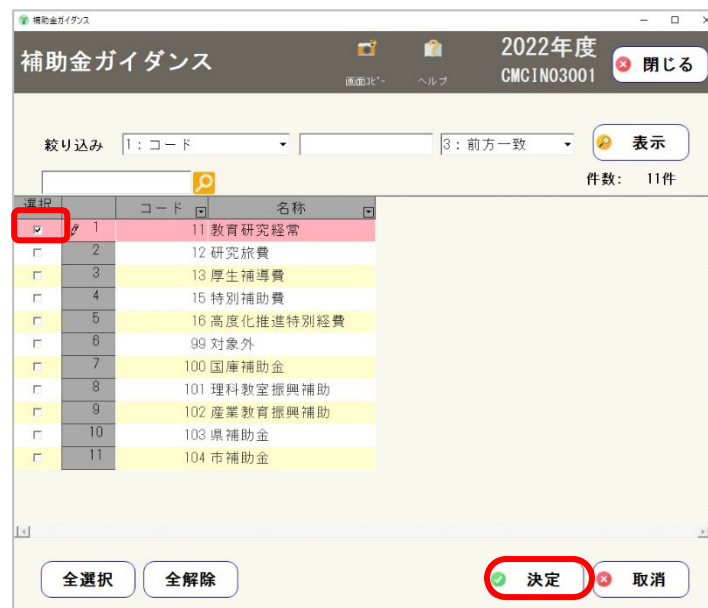 補助金ガイダンス
補助金ガイダンス
画面ｺﾋﾟｰ
ヘルプ
2022年度
CMCIN03001
閉じる
絞り込み 1：コード 3：前方一致 表示
件数: 11件
選択 コード 名称
1 11 教育研究経常
2 12 研究旅費
3 13 厚生補導費
4 15 特別補助費
5 16 高度化推進特別経費
6 99 対象外
7 100 国庫補助金
8 101 理科教室振興補助
9 102 産業教育振興補助
10 103 県補助金
11 104 市補助金
全選択 全解除 決定 取消